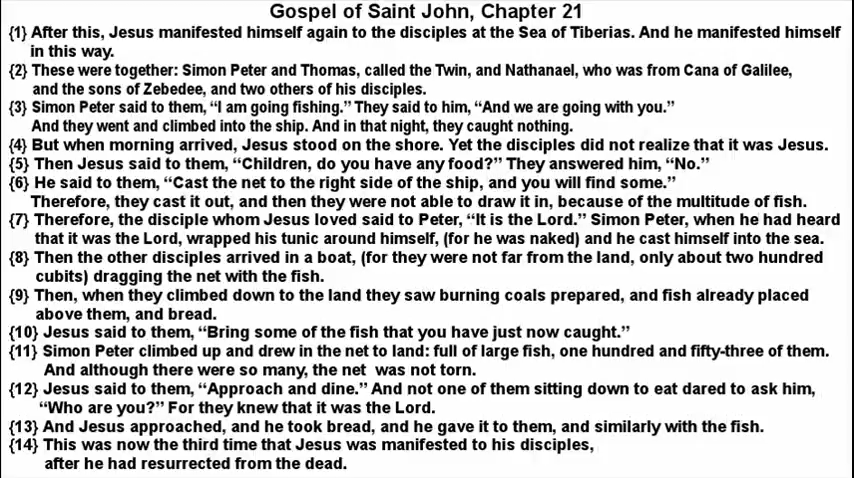 Gospel of Saint John, Chapter 21
{1} After this, Jesus manifested himself again to the disciples at the Sea of Tiberias. And he manifested himself
in this way.
{2} These were together: Simon Peter and Thomas, called the Twin, and Nathanael, who was from Cana of Galilee,
and the sons of Zebedee, and two others of his disciples.
{3} Simon Peter said to them, “I am going fishing.” They said to him, “And we are going with you.”
And they went and climbed into the ship. And in that night, they caught nothing.
{4} But when morning arrived, Jesus stood on the shore. Yet the disciples did not realize that it was Jesus.
{5} Then Jesus said to them, “Children, do you have any food?” They answered him, “No.”
{6} He said to them, “Cast the net to the right side of the ship, and you will find some.”
Therefore, they cast it out, and then they were not able to draw it in, because of the multitude of fish.
{7} Therefore, the disciple whom Jesus loved said to Peter, “It is the Lord.” Simon Peter, when he had heard
that it was the Lord, wrapped his tunic around himself, (for he was naked) and he cast himself into the sea.
{8} Then the other disciples arrived in a boat, (for they were not far from the land, only about two hundred
cubits) dragging the net with the fish.
{9} Then, when they climbed down to the land they saw burning coals prepared, and fish already placed
above them, and bread.
{10} Jesus said to them, “Bring some of the fish that you have just now caught.”
{11} Simon Peter climbed up and drew in the net to land: full of large fish, one hundred and fifty-three of them.
And although there were so many, the net was not torn.
{12} Jesus said to them, “Approach and dine.” And not one of them sitting down to eat dared to ask him,
“Who are you?” For they knew that it was the Lord.
{13} And Jesus approached, and he took bread, and he gave it to them, and similarly with the fish.
{14} This was now the third time that Jesus was manifested to his disciples,
after he had resurrected from the dead.